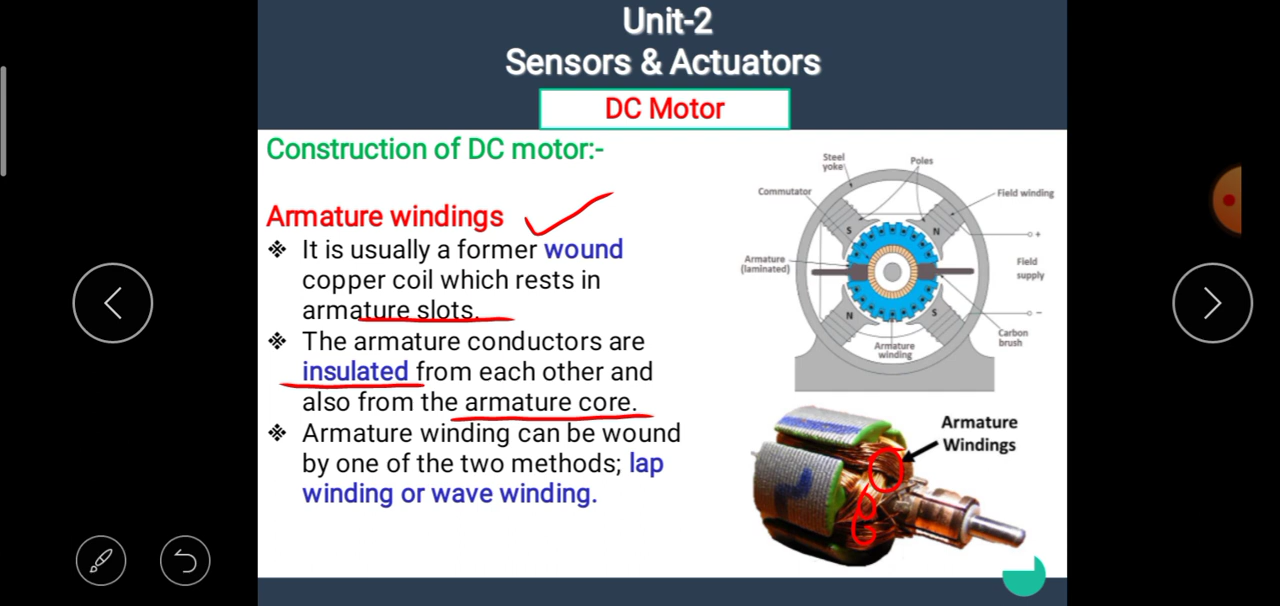 Unit-2
Sensors & Actuators
DC Motor
Construction of DC motor:-
Armature windings
❖ It is usually a former wound
copper coil which rests in
armature slots.
❖ The armature conductors are
insulated from each other and
also from the armature core.
❖ Armature winding can be wound
by one of the two methods; lap
winding or wave winding.
Steel
yoke
Poles
Commutator
Field winding
S
N
+
Armature
(laminated)
Field
supply
N
S
−
Carbon
brush
Armature
winding
Armature
Windings